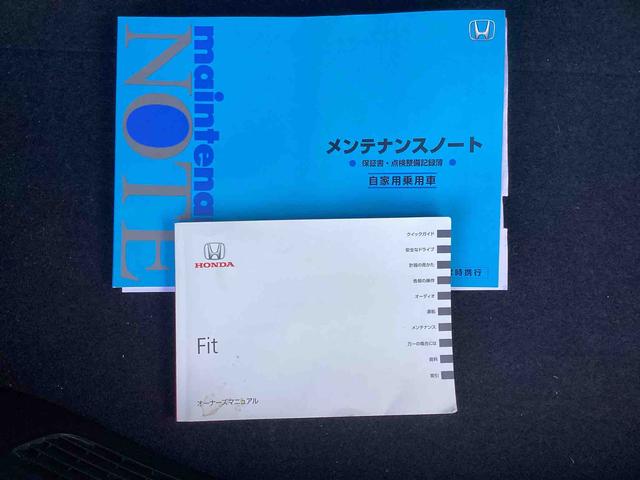 maintena
NOTE
メンテナンスノート
● 保証書・点検整備記録簿 ●
自家用乗用車
時携行
HONDA
Fit
オーナーズマニュアル
クイックガイド
安全なドライブ
計器の見かた
各部の操作
オーディオ
運転
メンテナンス
万一の場合には
資料
索引